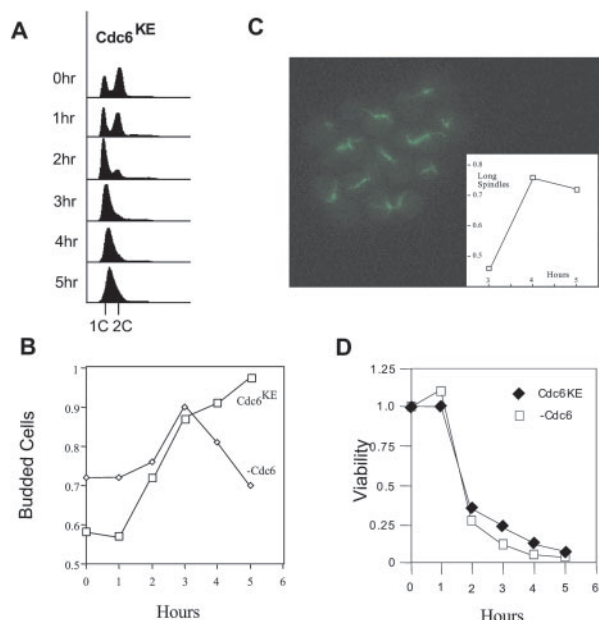 A
Cdc6KE
0hr
1hr
2hr
3hr
4hr
5hr
1C 2C
B
Budded Cells
1
0.9
0.8
0.7
0.6
0.5
Cdc6KE
-Cdc6
0 1 2 3 4 5 6
Hours
C
0.8
0.7
0.6
0.5
Long
Spindles
Hours
3 4 5
D
Viability
1.25
1.0
0.75
0.5
0.25
0
Cdc6KE
-Cdc6
0 1 2 3 4 5 6
Hours